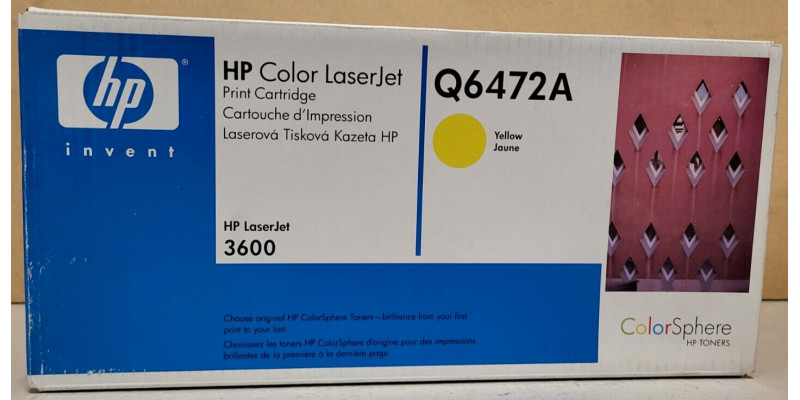 hp
®
invent
HP Color LaserJet
Print Cartridge
Cartouche d'Impression
Laserová Tisková Kazeta HP
HP LaserJet
3600
Q6472A
Yellow
Jaune
Choose original HP ColorSphere Toners—brilliance from your first
print to your last.
Choisissez les toners HP ColorSphere d'origine pour des impressions
brillantes de la première à la dernière page.
ColorSphere
HP TONERS